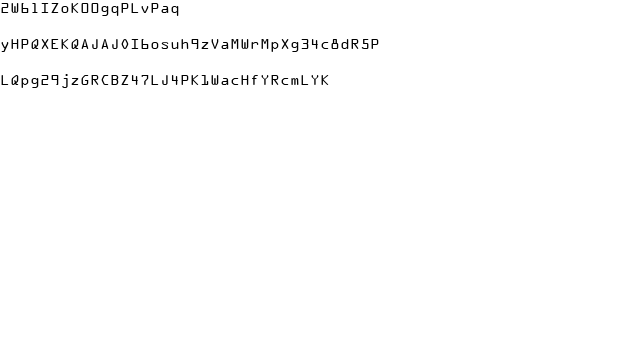 2W61IZoKOOgqPLvPaq
yHPQXEKQAJAJ0I6osuh9zVaMWrMpXg34c8dR5P
LQpg29jzGRCBZ47LJ4PK1WacHfYRcmLYK